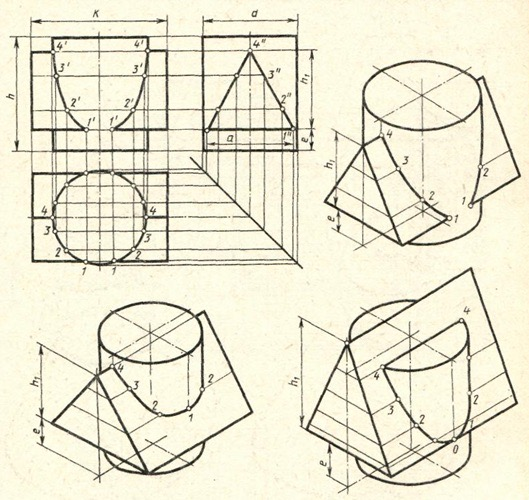 к d
4' 4' 4"
3' 3' 3"
h h₁
2' 2' 2"
1' 1' 1"
a e
4 4
3 3
2 2
1 1
4
3
h₁ 2
2
e 1 1
4
h₁ 3 2
2 1
e
4
4
h₁ 3
2
2
e 0